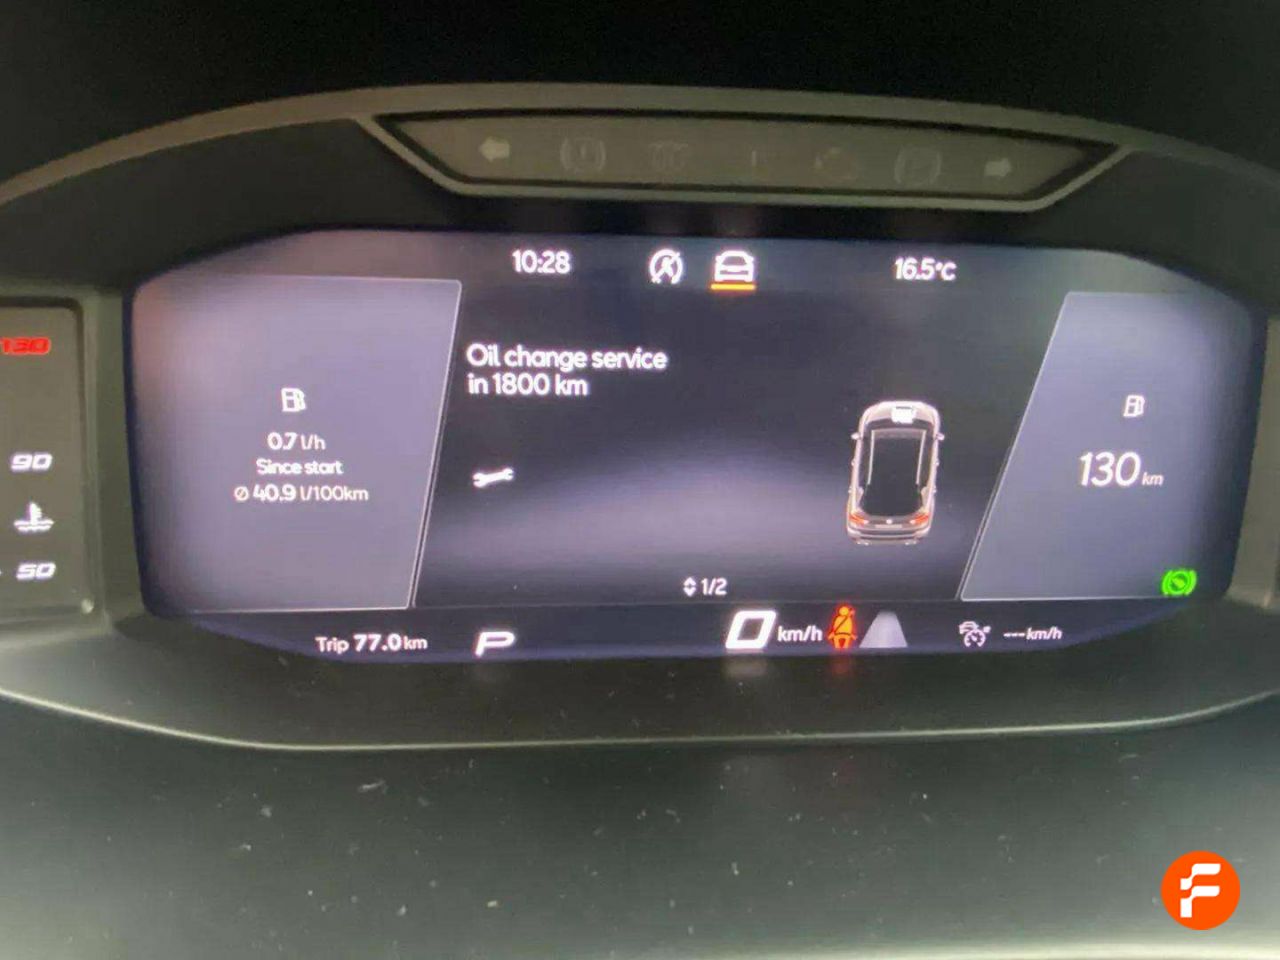 10:28
16.5°C
130
90
50
Oil change service
in 1800 km
0.7 l/h
Since start
Ø 40.9 l/100km
130 km
1/2
Trip 77.0 km
P
0 km/h
--- km/h
F